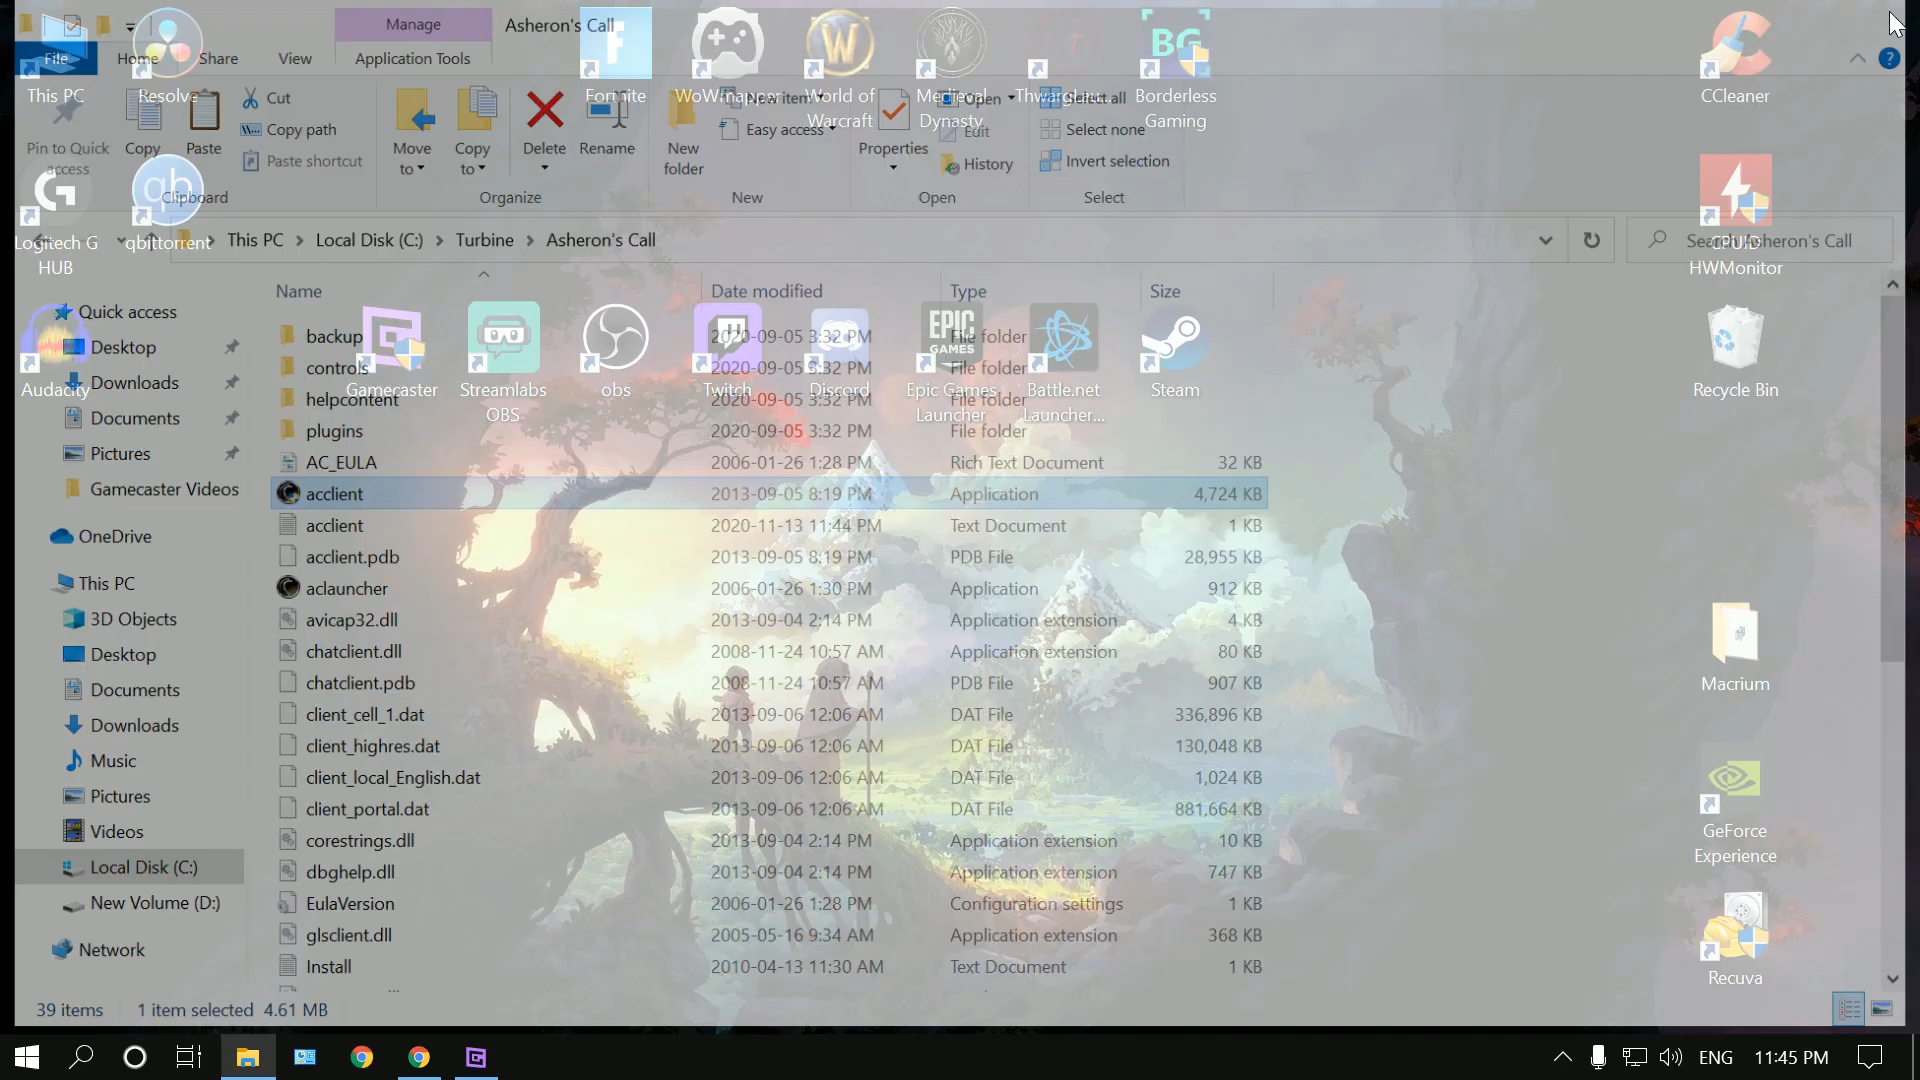 Manage
Asheron's Call
File
Home
Share
View
Application Tools
This PC
Resolve
Fortnite
WoWmapper
World of
Warcraft
Medieval
Dynasty
Borderless
Gaming
CCleaner
Pin to Quick
access
Copy
Paste
Cut
Copy path
Paste shortcut
Clipboard
Move
to
Copy
to
Delete
Rename
Organize
New
folder
New item
Easy access
New
Properties
Open
Edit
History
Open
Select all
Select none
Invert selection
Select
Logitech G
HUB
qbittorrent
This PC
Local Disk (C:)
Turbine
Asheron's Call
Search Asheron's Call
CPUID
HWMonitor
Name
Date modified
Type
Size
Quick access
Desktop
Downloads
Documents
Pictures
Gamecaster Videos
OneDrive
This PC
3D Objects
Desktop
Documents
Downloads
Music
Pictures
Videos
Local Disk (C:)
New Volume (D:)
Network
Audacity
Gamecaster
Streamlabs
OBS
obs
Twitch
Discord
EPIC
GAMES
Epic Games
Launcher
Battle.net
Launcher...
Steam
Recycle Bin
backup 2020-09-05 3:32 PM File folder
controls 2020-09-05 3:32 PM File folder
helpcontent 2020-09-05 3:32 PM File folder
plugins 2020-09-05 3:32 PM File folder
AC_EULA 2006-01-26 1:28 PM Rich Text Document 32 KB
acclient 2013-09-05 8:19 PM Application 4,724 KB
acclient 2020-11-13 11:44 PM Text Document 1 KB
acclient.pdb 2013-09-05 8:19 PM PDB File 28,955 KB
aclauncher 2006-01-26 1:30 PM Application 912 KB
avicap32.dll 2013-09-04 2:14 PM Application extension 4 KB
chatclient.dll 2008-11-24 10:57 AM Application extension 80 KB
chatclient.pdb 2008-11-24 10:57 AM PDB File 907 KB
client_cell_1.dat 2013-09-06 12:06 AM DAT File 336,896 KB
client_highres.dat 2013-09-06 12:06 AM DAT File 130,048 KB
client_local_English.dat 2013-09-06 12:06 AM DAT File 1,024 KB
client_portal.dat 2013-09-06 12:06 AM DAT File 881,664 KB
corestrings.dll 2013-09-04 2:14 PM Application extension 10 KB
dbghelp.dll 2013-09-04 2:14 PM Application extension 747 KB
EulaVersion 2006-01-26 1:28 PM Configuration settings 1 KB
glsclient.dll 2005-05-16 9:34 AM Application extension 368 KB
Install 2010-04-13 11:30 AM Text Document 1 KB
Macrium
GeForce
Experience
Recuva
39 items
1 item selected 4.61 MB
ENG
11:45 PM